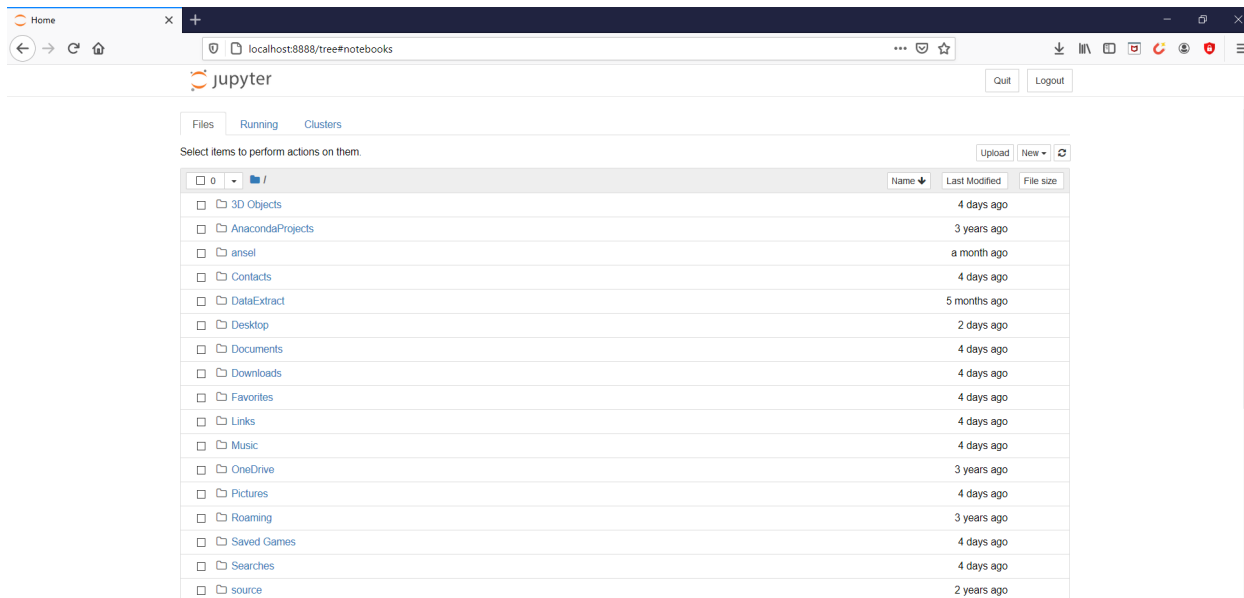 Home
localhost:8888/tree#notebooks
jupyter
Quit Logout
Files Running Clusters
Select items to perform actions on them.
Upload New
0 / Name Last Modified File size
3D Objects 4 days ago
AnacondaProjects 3 years ago
ansel a month ago
Contacts 4 days ago
DataExtract 5 months ago
Desktop 2 days ago
Documents 4 days ago
Downloads 4 days ago
Favorites 4 days ago
Links 4 days ago
Music 4 days ago
OneDrive 3 years ago
Pictures 4 days ago
Roaming 3 years ago
Saved Games 4 days ago
Searches 4 days ago
source 2 years ago